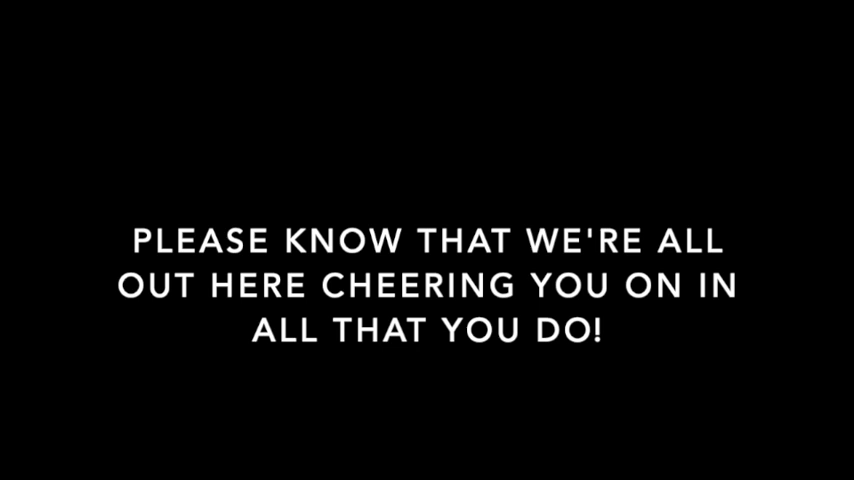 PLEASE KNOW THAT WE'RE ALL
OUT HERE CHEERING YOU ON IN
ALL THAT YOU DO!